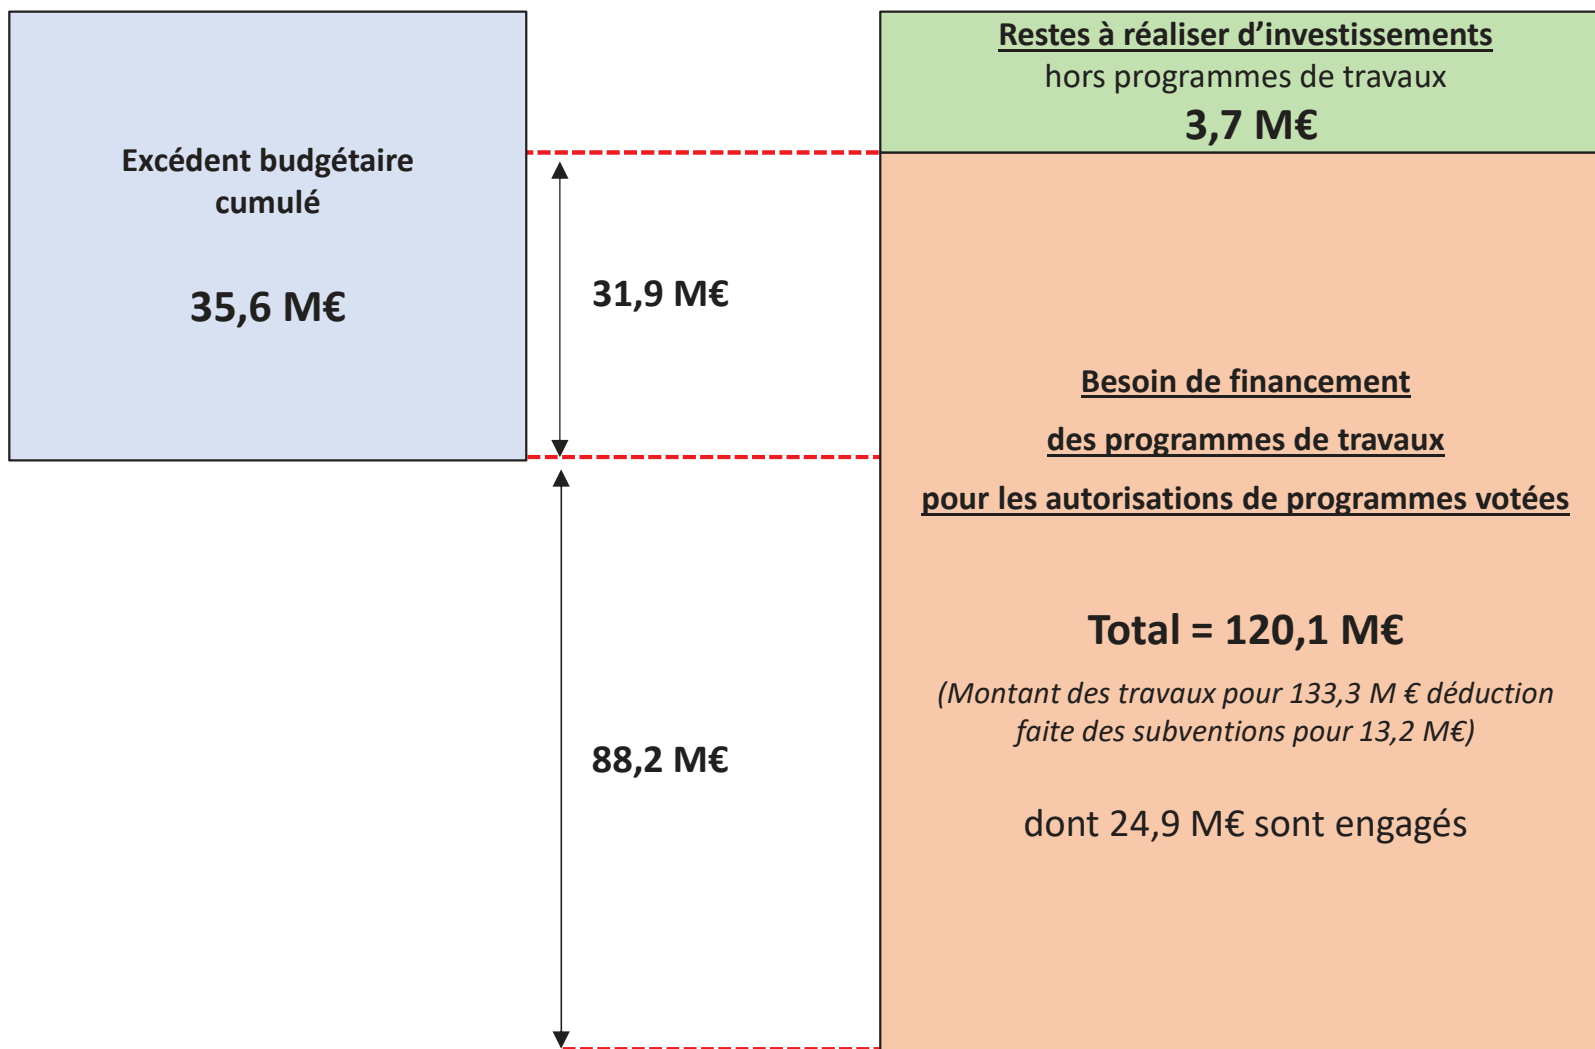 Excédent budgétaire
cumulé
35,6 M€
31,9 M€
88,2 M€
Restes à réaliser d’investissements
hors programmes de travaux
3,7 M€
Besoin de financement
des programmes de travaux
pour les autorisations de programmes votées
Total = 120,1 M€
(Montant des travaux pour 133,3 M € déduction
faite des subventions pour 13,2 M€)
dont 24,9 M€ sont engagés